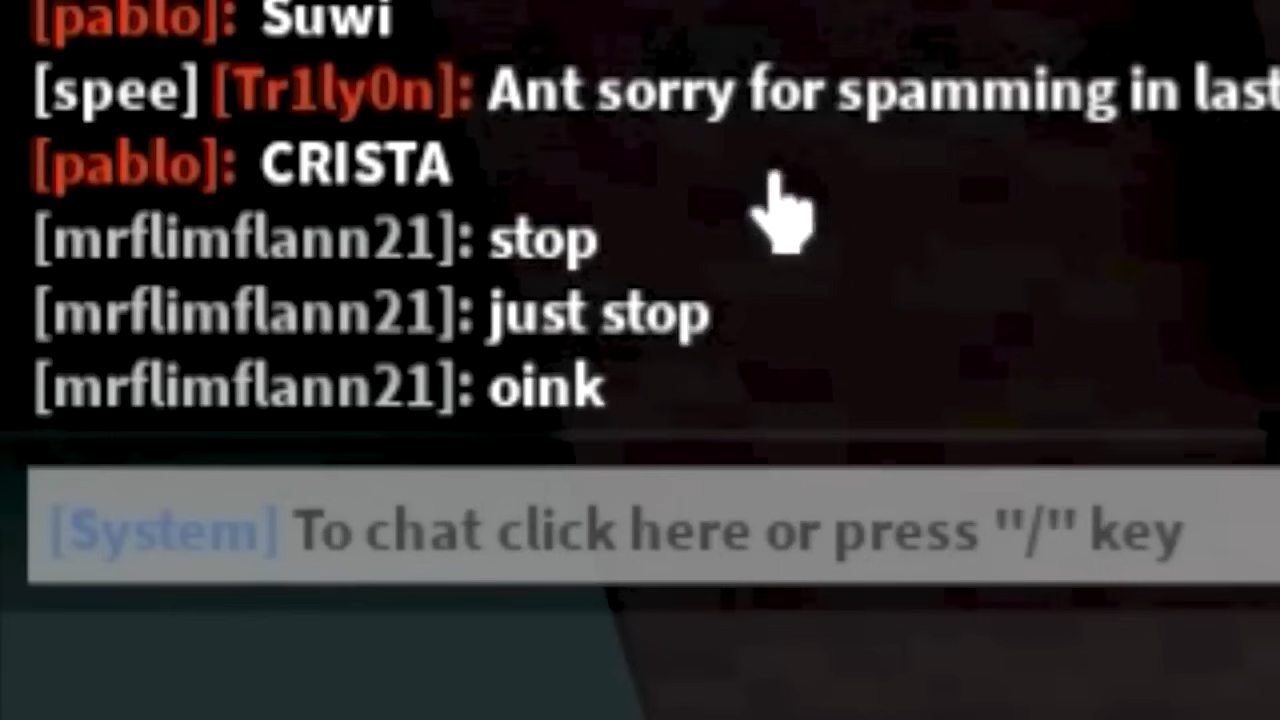 [pablo]: Suwi
[spee] [Tr1ly0n]: Ant sorry for spamming in last
[pablo]: CRISTA
[mrflimflann21]: stop
[mrflimflann21]: just stop
[mrflimflann21]: oink
[System] To chat click here or press "/" key